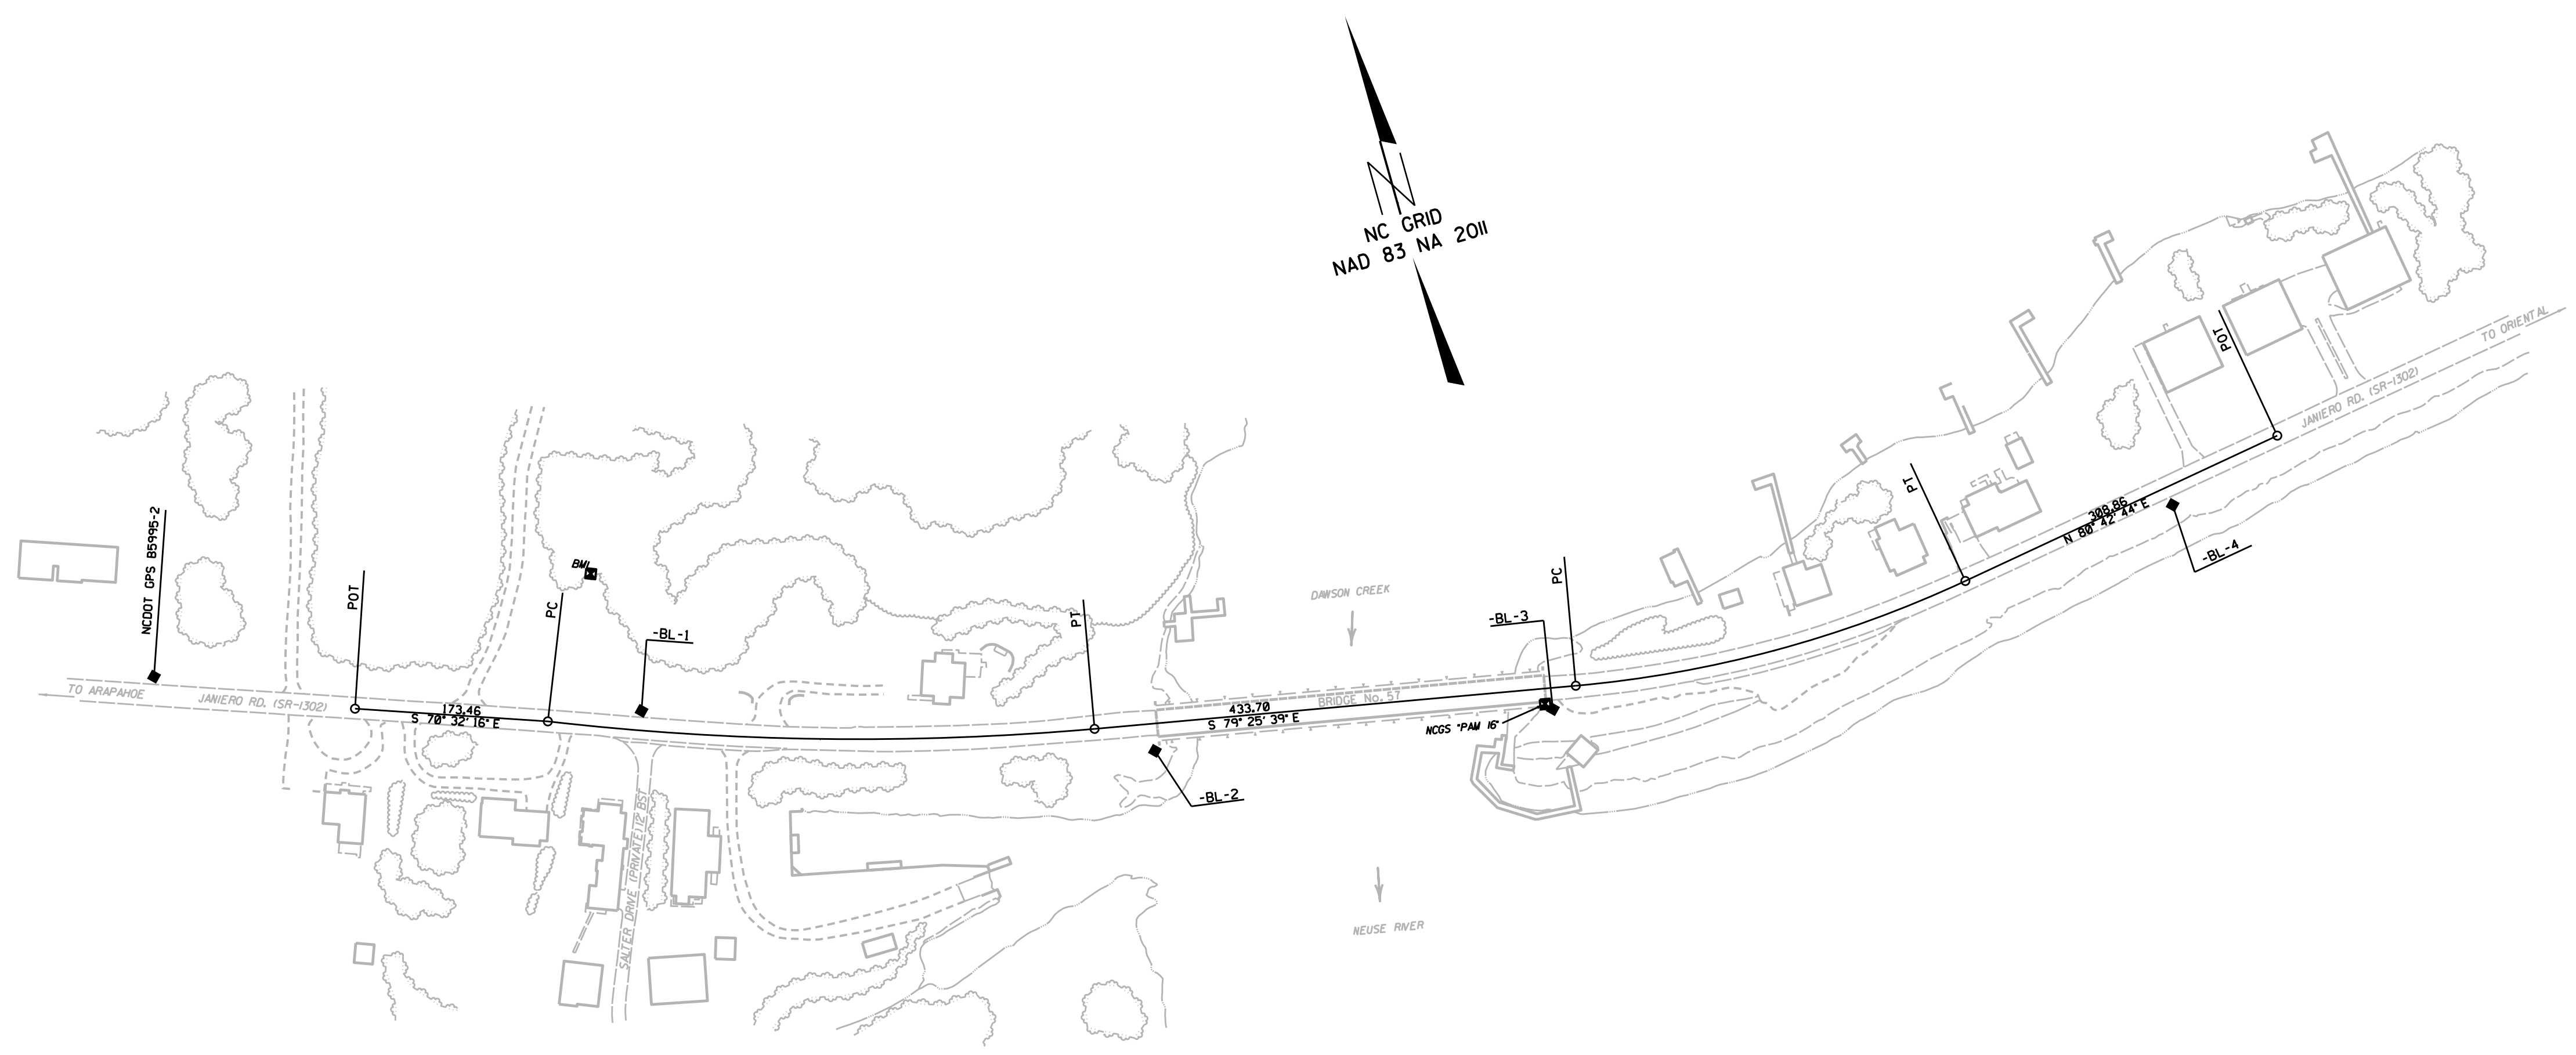 NC GRID
NAD 83 NA 2011
NCDOT GPS B5995-2
POT
PC
BM1
-BL-1
PT
DAWSON CREEK
-BL-3
PC
PT
POT
TO ORIENTAL
JANIERO RD. (SR-1302)
308.86
N 80° 42' 44" E
-BL-4
TO ARAPAHOE
JANIERO RD. (SR-1302)
173.46
S 70° 32' 16" E
433.70
S 79° 25' 39" E
BRIDGE No. 57
NCGS "PAM 16"
-BL-2
SALTER DRIVE (PRIVATE) 12' BST
NEUSE RIVER